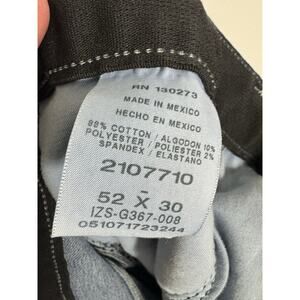 RN 130273
MADE IN MEXICO
HECHO EN MEXICO
88% COTTON / ALGODON 10%
POLYESTER / POLIESTER 2%
SPANDEX / ELASTANO
2107710
-
52 X 30
IZS-G367-008
051071723244